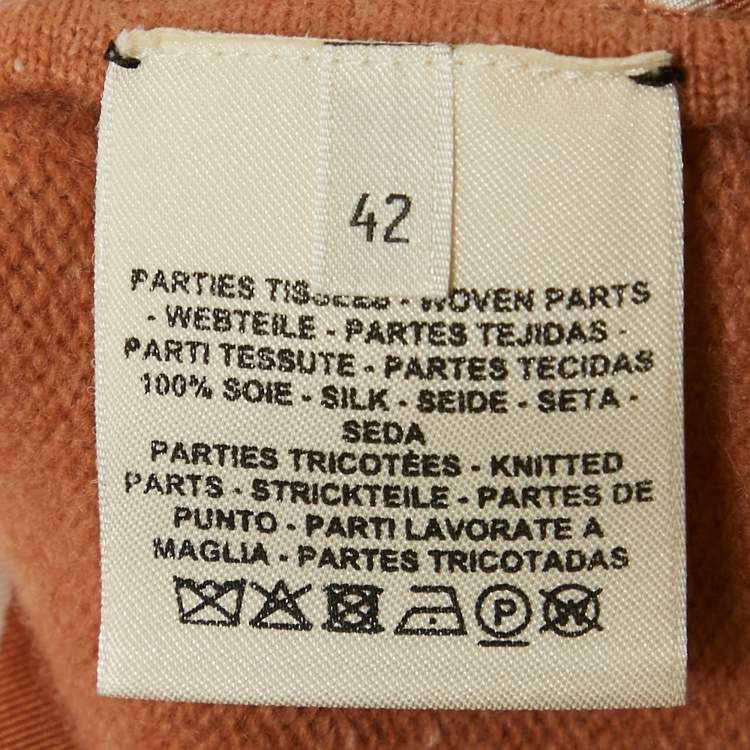 42
PARTIES TISSÉES - WOVEN PARTS
- WEBTEILE - PARTES TEJIDAS -
PARTI TESSUTE - PARTES TECIDAS
100% SOIE - SILK - SEIDE - SETA -
SEDA
PARTIES TRICOTÉES - KNITTED
PARTS - STRICKTEILE - PARTES DE
PUNTO - PARTI LAVORATE A
MAGLIA - PARTES TRICOTADAS
P W